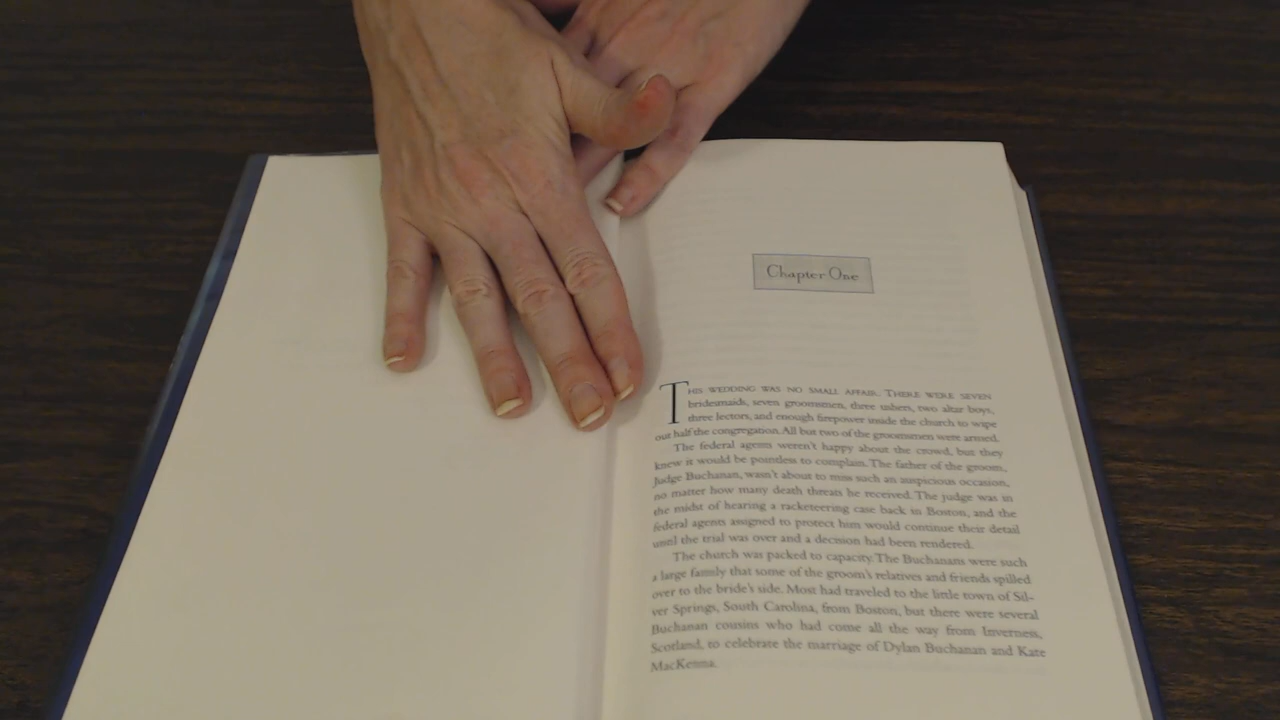 Chapter One
THIS WEDDING WAS NO SMALL AFFAIR. THERE WERE SEVEN
bridesmaids, seven groomsmen, three ushers, two altar boys,
three lectors, and enough firepower inside the church to wipe
out half the congregation. All but two of the groomsmen were armed.
The federal agents weren't happy about the crowd, but they
knew it would be pointless to complain. The father of the groom,
Judge Buchanan, wasn't about to miss such an auspicious occasion,
no matter how many death threats he received. The judge was in
the midst of hearing a racketeering case back in Boston, and the
federal agents assigned to protect him would continue their detail
until the trial was over and a decision had been rendered.
The church was packed to capacity. The Buchanans were such
a large family that some of the groom's relatives and friends spilled
over to the bride's side. Most had traveled to the little town of Sil-
ver Springs, South Carolina, from Boston, but there were several
Buchanan cousins who had come all the way from Inverness,
Scotland, to celebrate the marriage of Dylan Buchanan and Kate
MacKenna.